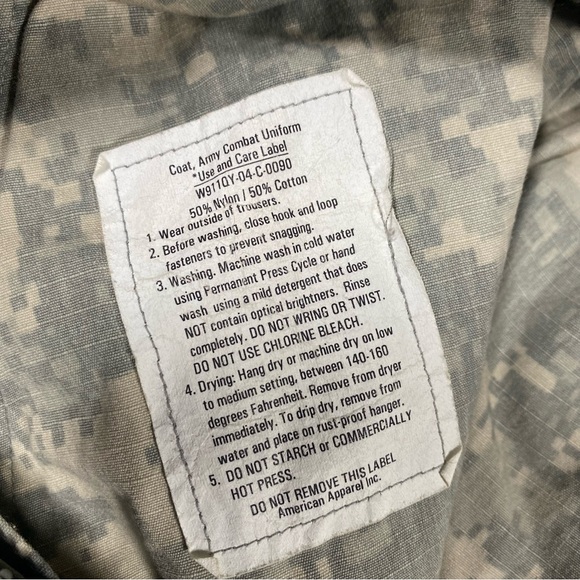 Coat, Army Combat Uniform
*Use and Care Label
W911QY-04-C-0090
50% Nylon / 50% Cotton
1. Wear outside of trousers.
2. Before washing, close hook and loop
fasteners to prevent snagging.
3. Washing. Machine wash in cold water
using Permanent Press Cycle or hand
wash using a mild detergent that does
NOT contain optical brightners. Rinse
completely. DO NOT WRING OR TWIST.
DO NOT USE CHLORINE BLEACH.
4. Drying: Hang dry or machine dry on low
to medium setting, between 140-160
degrees Fahrenheit. Remove from dryer
immediately. To drip dry, remove from
water and place on rust-proof hanger.
5. DO NOT STARCH or COMMERCIALLY
HOT PRESS.
DO NOT REMOVE THIS LABEL
American Apparel Inc.